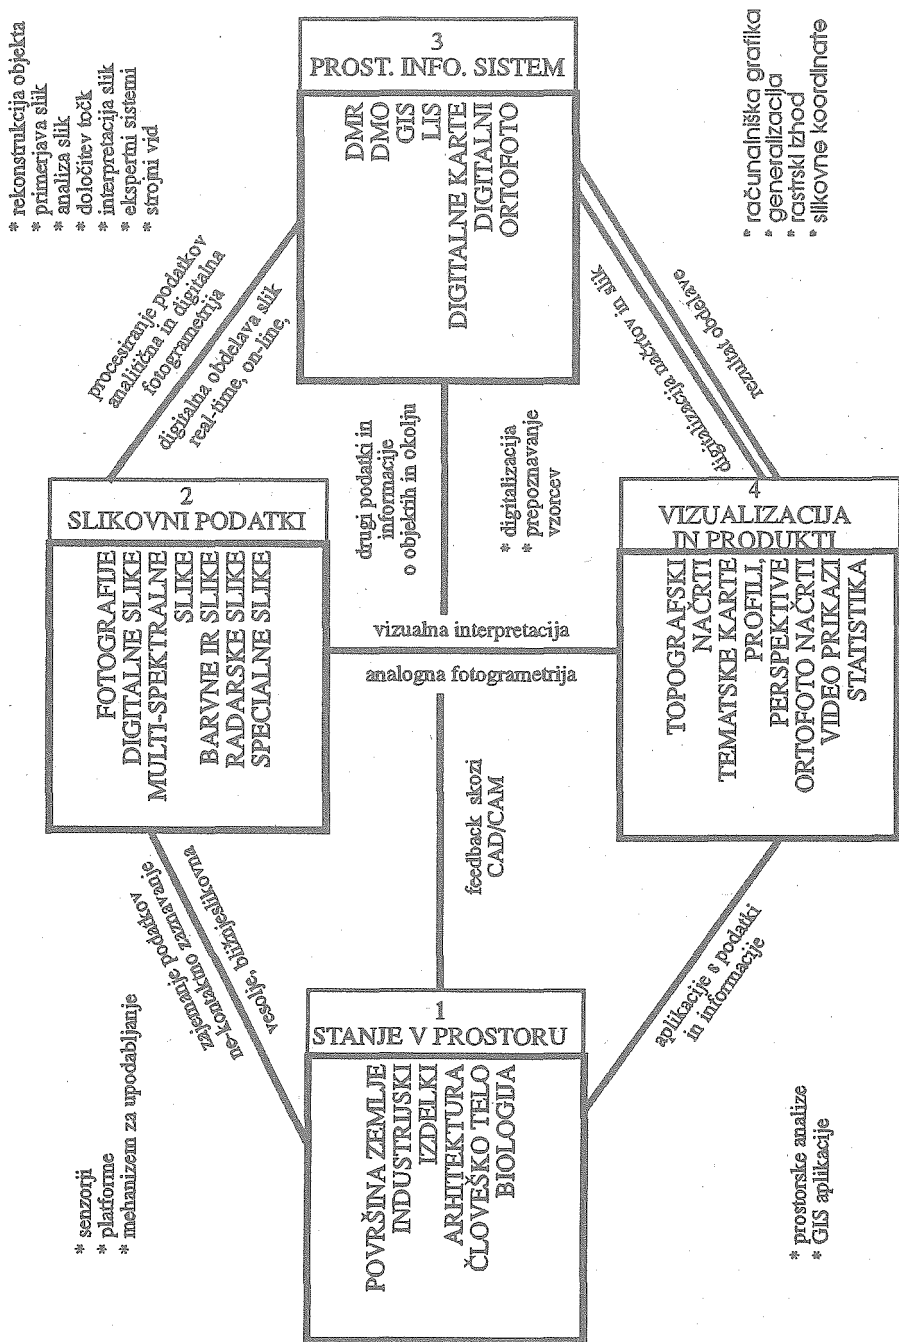 * rekonstrukcija objekta
* primerjava slik
* analiza slik
* določitev točk
* interpretacija slik
* ekspertni sistemi
* strojni vid
3
PROST. INFO. SISTEM
DMR
DMO
GIS
LIS
DIGITALNE KARTE
DIGITALNI
ORTOFOTO
* računalniška grafika
* generalizacija
* rastrski izhod
* slikovne koordinate
procesiranje podatkov
analitična in digitalna
fotogrametrija
digitalna obdelava slik
real-time, on-line,
drugi podatki in
informacije
o objektih in okolju
* digitalizacija
* prepoznavanje
vzorcev
digitalizacija načrtov in slik
rezultat obdelave
2
SLIKOVNI PODATKI
FOTOGRAFIJE
DIGITALNE SLIKE
MULTI-SPEKTRALNE
SLIKE
BARVNE IR SLIKE
RADARSKE SLIKE
SPECIALNE SLIKE
vizualna interpretacija
analogna fotogrametrija
4
VIZUALIZACIJA
IN PRODUKTI
TOPOGRAFSKI
NAČRTI
TEMATSKE KARTE
PROFILI,
PERSPEKTIVE
ORTOFOTO NAČRTI
VIDEO PRIKAZI
STATISTIKA
zajemanje podatkov
ne-kontaktno zaznavanje
vesolje, bližnjeslikovna
feedback skozi
CAD/CAM
aplikacije s podatki
in informacije
* senzorji
* platforme
* mehanizem za upodabljanje
1
STANJE V PROSTORU
POVRŠINA ZEMLJE
INDUSTRIJSKI
IZDELKI
ARHITEKTURA
ČLOVEŠKO TELO
BIOLOGIJA
* prostorske analize
* GIS aplikacije